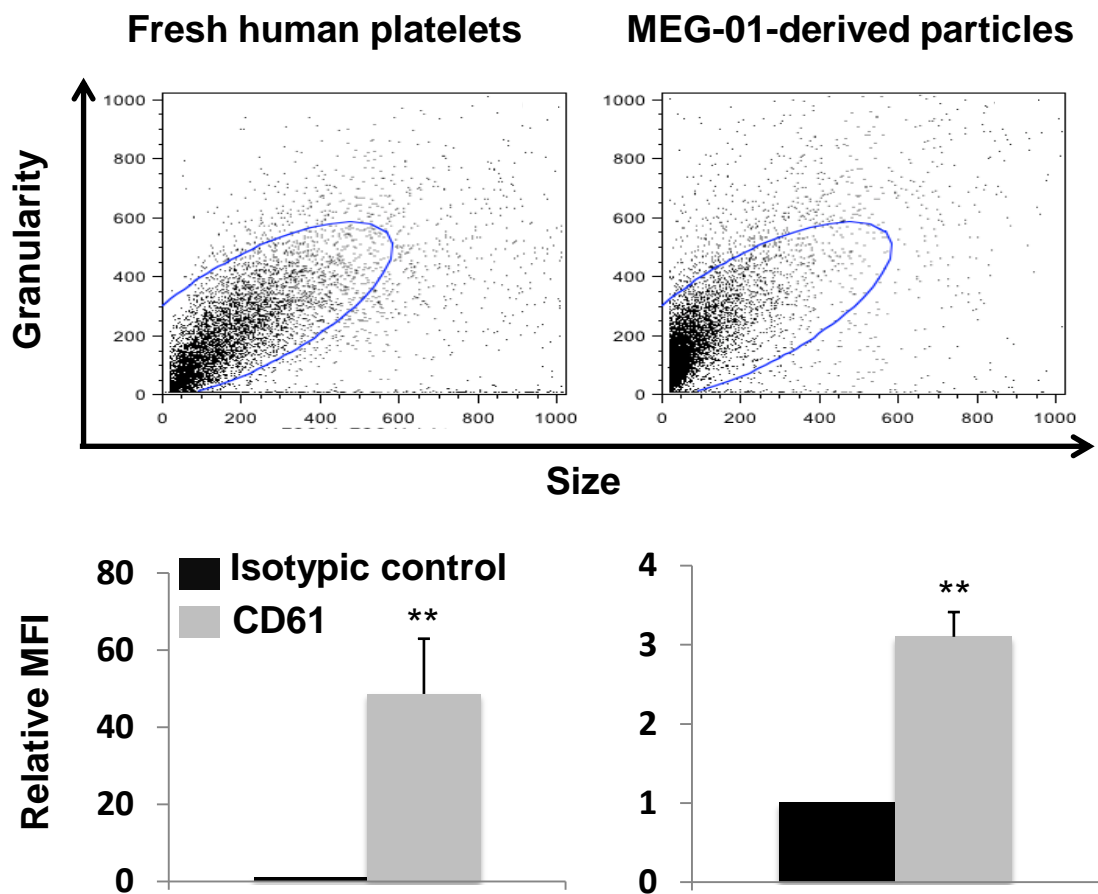 Fresh human platelets
MEG-01-derived particles
Granularity
1000
800
600
400
200
0
0 200 400 600 800 1000
1000
800
600
400
200
0
0 200 400 600 800 1000
Size
Relative MFI
80
60
40
20
0
Isotypic control
CD61
**
4
3
2
1
0
**